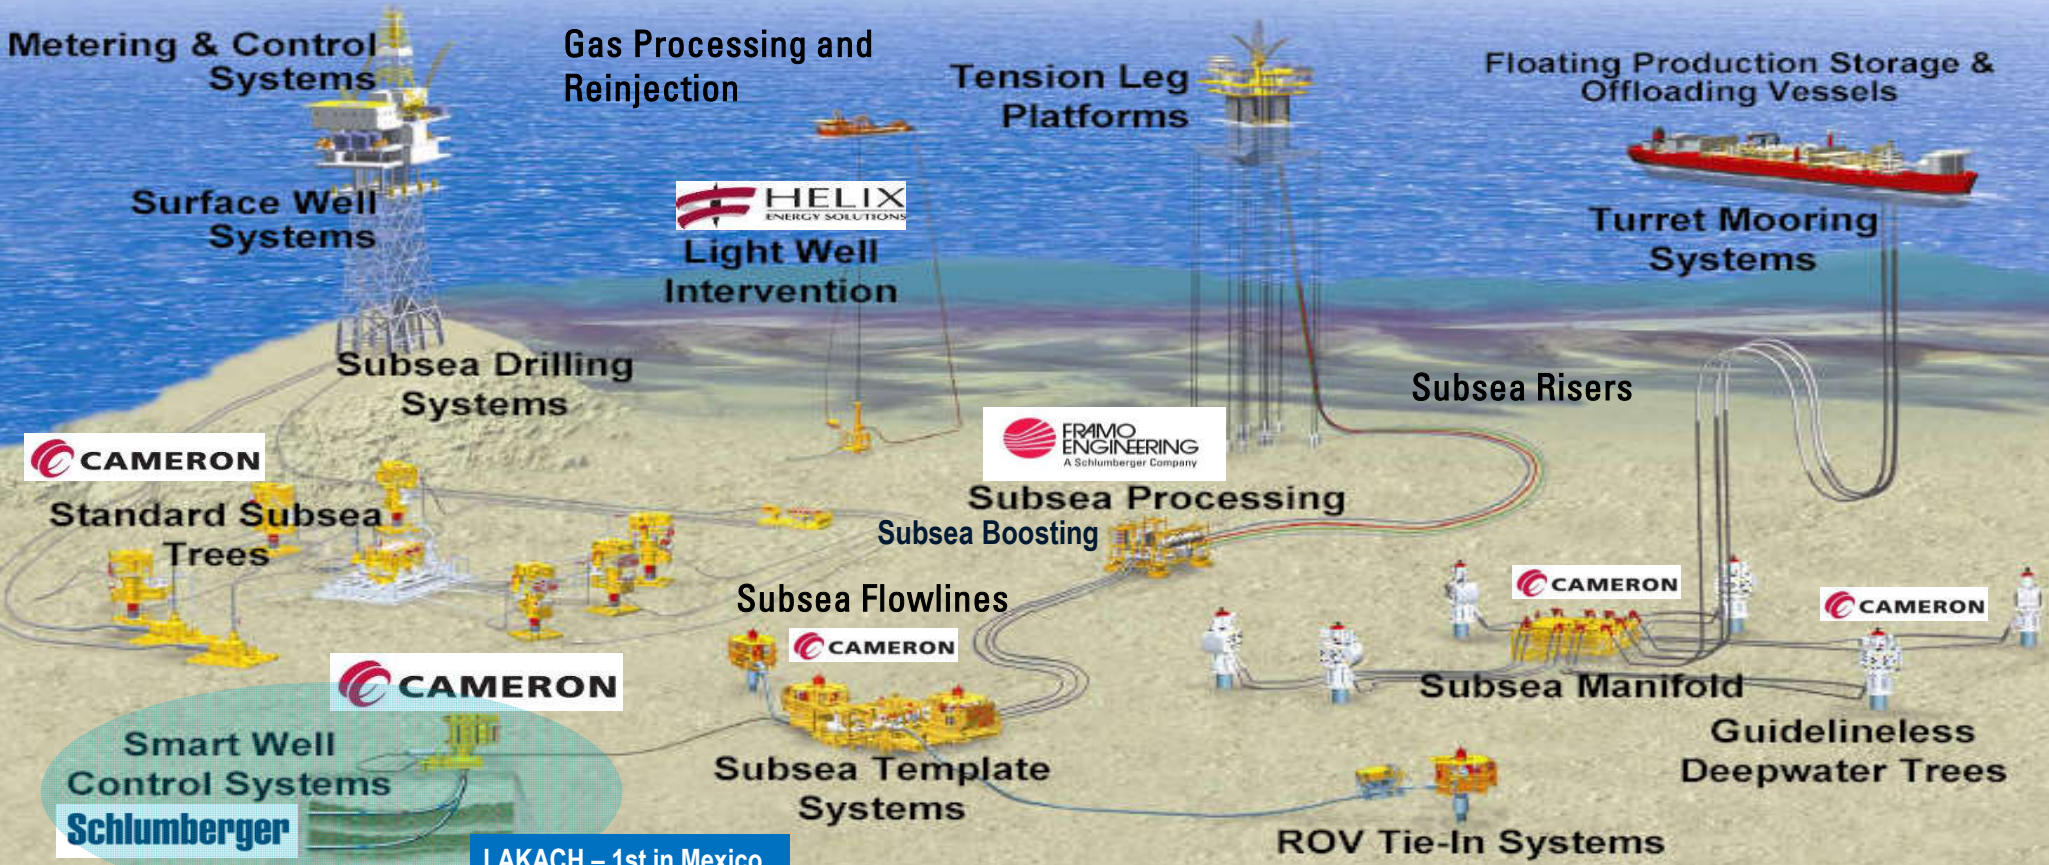 Metering & Control
Systems
Gas Processing and
Reinjection
Tension Leg
Platforms
Floating Production Storage &
Offloading Vessels
Surface Well
Systems
HELIX
ENERGY SOLUTIONS
Light Well
Intervention
Turret Mooring
Systems
Subsea Drilling
Systems
Subsea Risers
CAMERON
Standard Subsea
Trees
FRAMO
ENGINEERING
A Schlumberger Company
Subsea Processing
Subsea Boosting
Subsea Flowlines
CAMERON
CAMERON
CAMERON
CAMERON
Subsea Manifold
Guidelineless
Deepwater Trees
Smart Well
Control Systems
Schlumberger
Subsea Template
Systems
ROV Tie-In Systems
LAKACH – 1st in Mexico